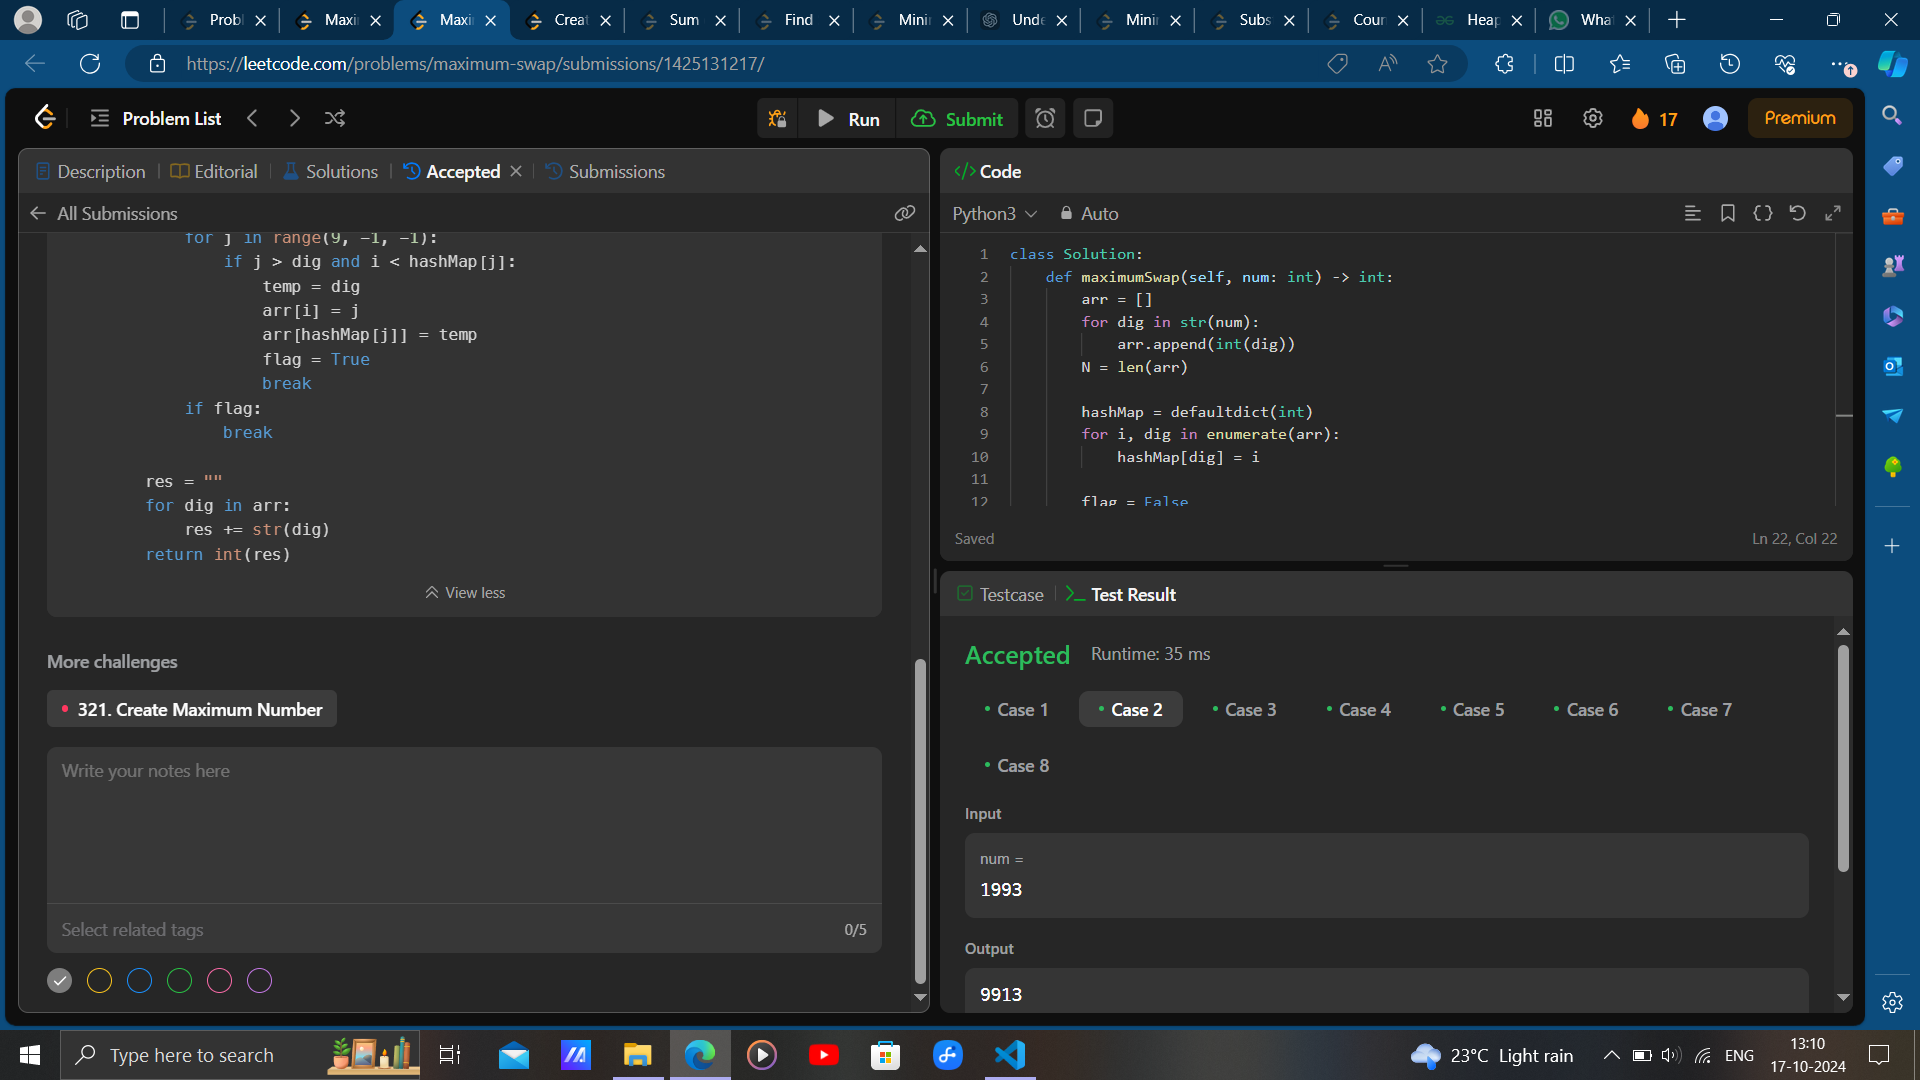 Probl
Maxi
Maxi
Creat
Sum
Find
Mini
Unde
Mini
Subs
Coun
Heap
What
https://leetcode.com/problems/maximum-swap/submissions/1425131217/
Problem List
Run
Submit
17
Premium
Description
Editorial
Solutions
Accepted
Submissions
All Submissions
for j in range(9, -1, -1):
if j > dig and i < hashMap[j]:
temp = dig
arr[i] = j
arr[hashMap[j]] = temp
flag = True
break
if flag:
break
res = ""
for dig in arr:
res += str(dig)
return int(res)
View less
More challenges
321. Create Maximum Number
Write your notes here
Select related tags
0/5
</> Code
Python3
Auto
1 class Solution:
2 def maximumSwap(self, num: int) -> int:
3 arr = []
4 for dig in str(num):
5 arr.append(int(dig))
6 N = len(arr)
7
8 hashMap = defaultdict(int)
9 for i, dig in enumerate(arr):
10 hashMap[dig] = i
11
12 flag = False
Saved
Ln 22, Col 22
Testcase
Test Result
Accepted
Runtime: 35 ms
Case 1
Case 2
Case 3
Case 4
Case 5
Case 6
Case 7
Case 8
Input
num =
1993
Output
9913
Type here to search
23°C Light rain
ENG
13:10
17-10-2024